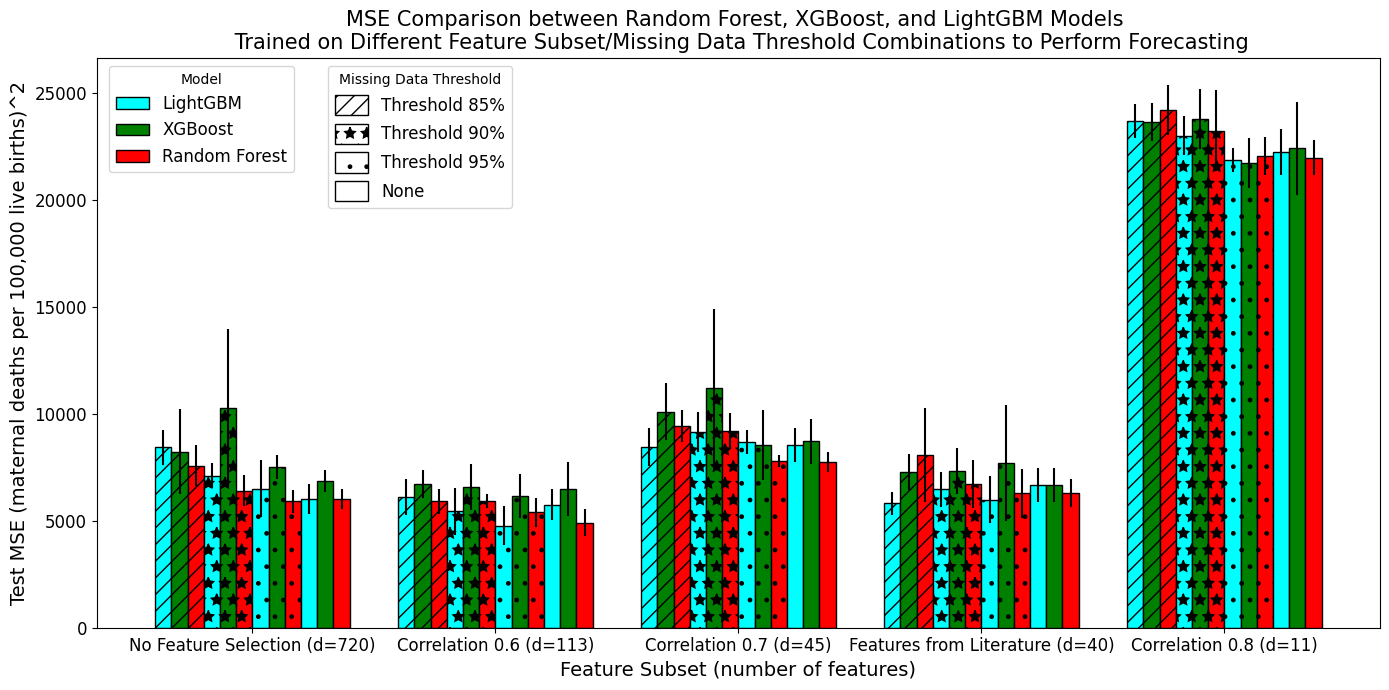 MSE Comparison between Random Forest, XGBoost, and LightGBM Models
Trained on Different Feature Subset/Missing Data Threshold Combinations to Perform Forecasting
Test MSE (maternal deaths per 100,000 live births)^2
25000
20000
15000
10000
5000
0
Model
LightGBM
XGBoost
Random Forest
Missing Data Threshold
Threshold 85%
Threshold 90%
Threshold 95%
None
No Feature Selection (d=720)
Correlation 0.6 (d=113)
Correlation 0.7 (d=45)
Features from Literature (d=40)
Correlation 0.8 (d=11)
Feature Subset (number of features)